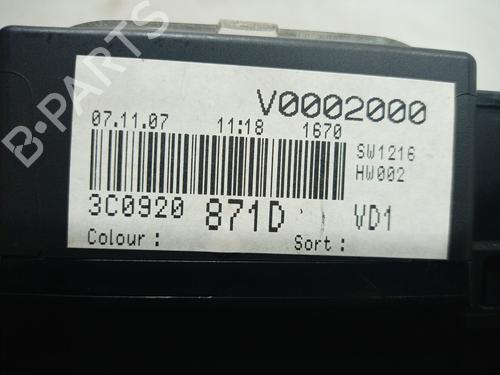 V0002000
07.11.07 11:18 1670
SW1216
HW002
3C0920 871D VD1
Colour : Sort :
B-PARTS